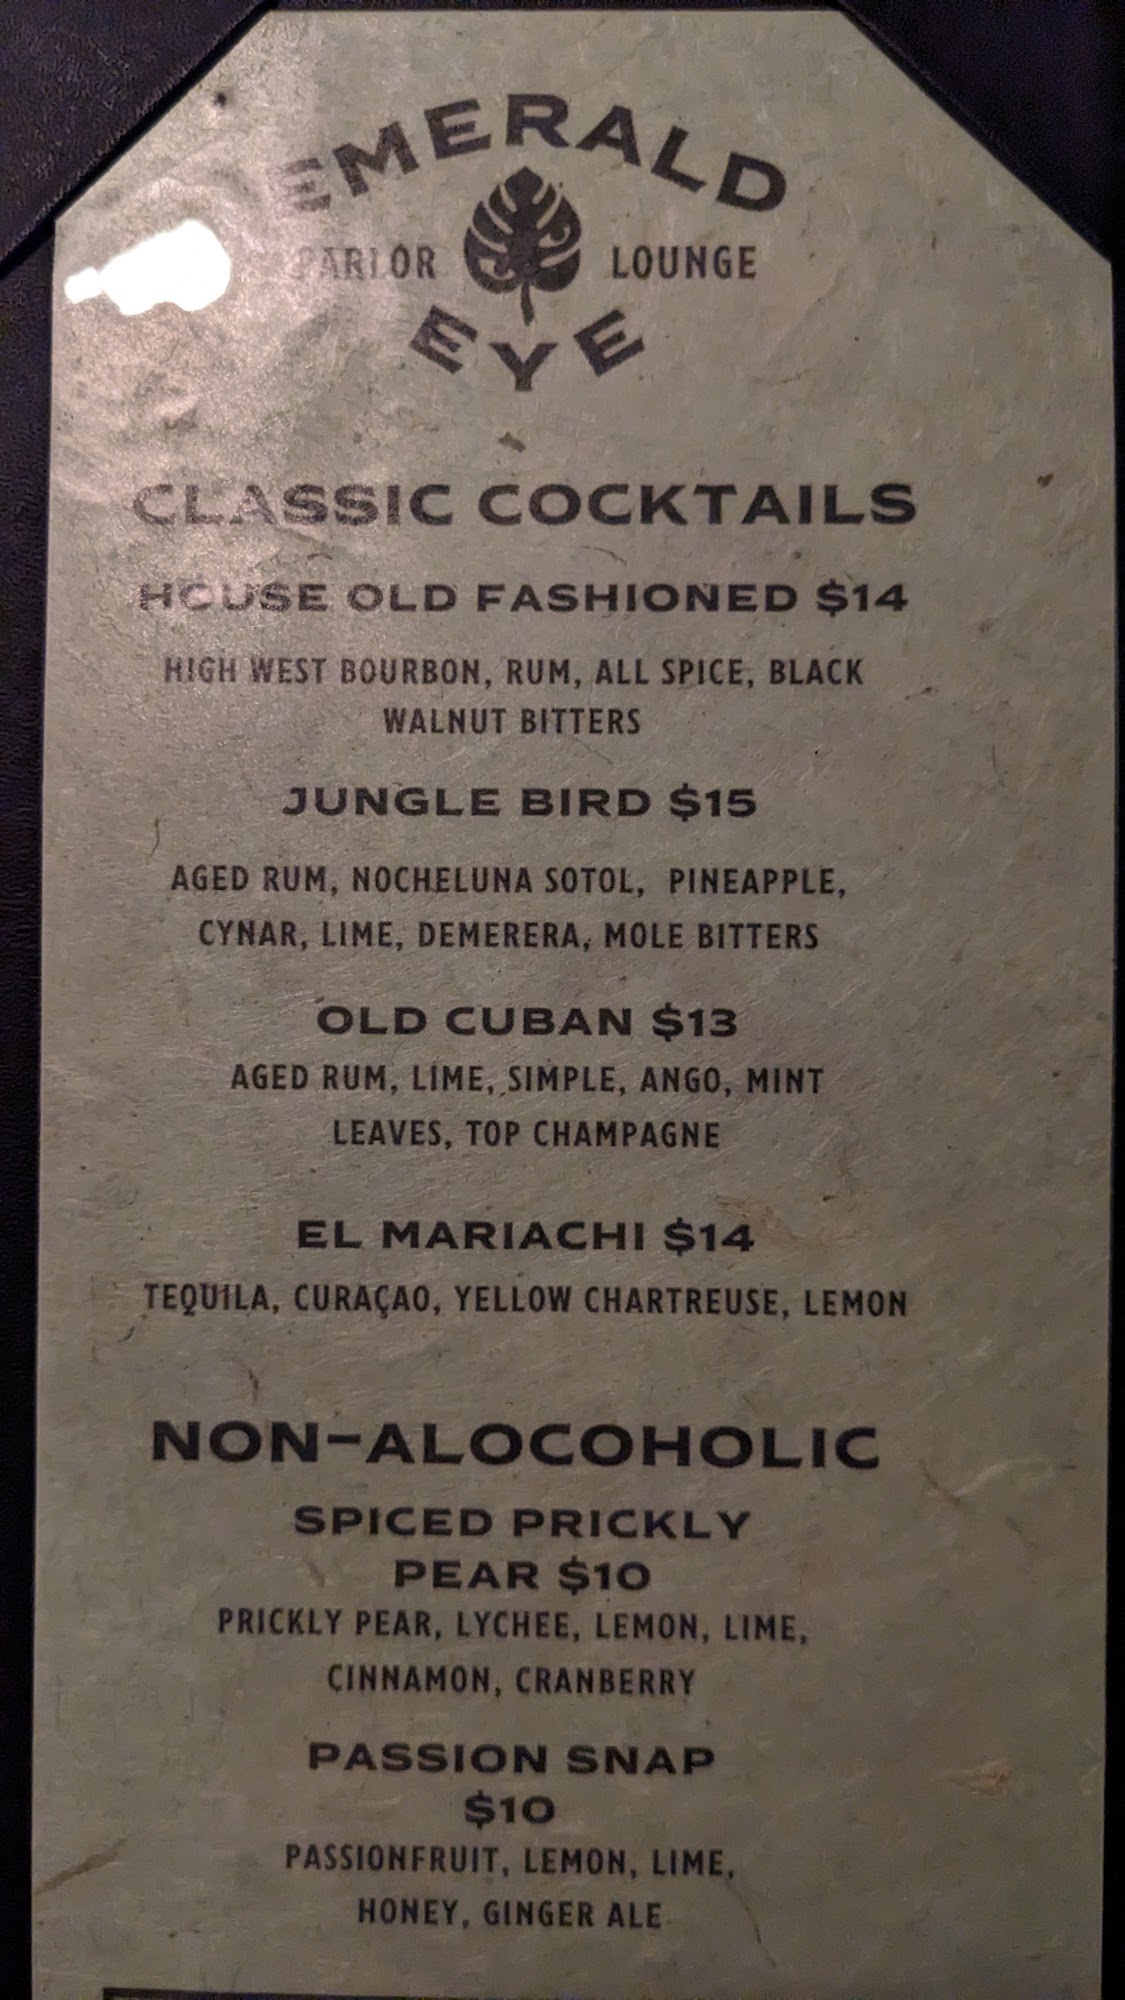 EMERALD
PARLOR LOUNGE
EYE
CLASSIC COCKTAILS
HOUSE OLD FASHIONED $14
HIGH WEST BOURBON, RUM, ALL SPICE, BLACK
WALNUT BITTERS
JUNGLE BIRD $15
AGED RUM, NOCHELUNA SOTOL, PINEAPPLE,
CYNAR, LIME, DEMERERA, MOLE BITTERS
OLD CUBAN $13
AGED RUM, LIME, SIMPLE, ANGO, MINT
LEAVES, TOP CHAMPAGNE
EL MARIACHI $14
TEQUILA, CURAÇAO, YELLOW CHARTREUSE, LEMON
NON-ALOCOHOLIC
SPICED PRICKLY
PEAR $10
PRICKLY PEAR, LYCHEE, LEMON, LIME,
CINNAMON, CRANBERRY
PASSION SNAP
$10
PASSIONFRUIT, LEMON, LIME,
HONEY, GINGER ALE